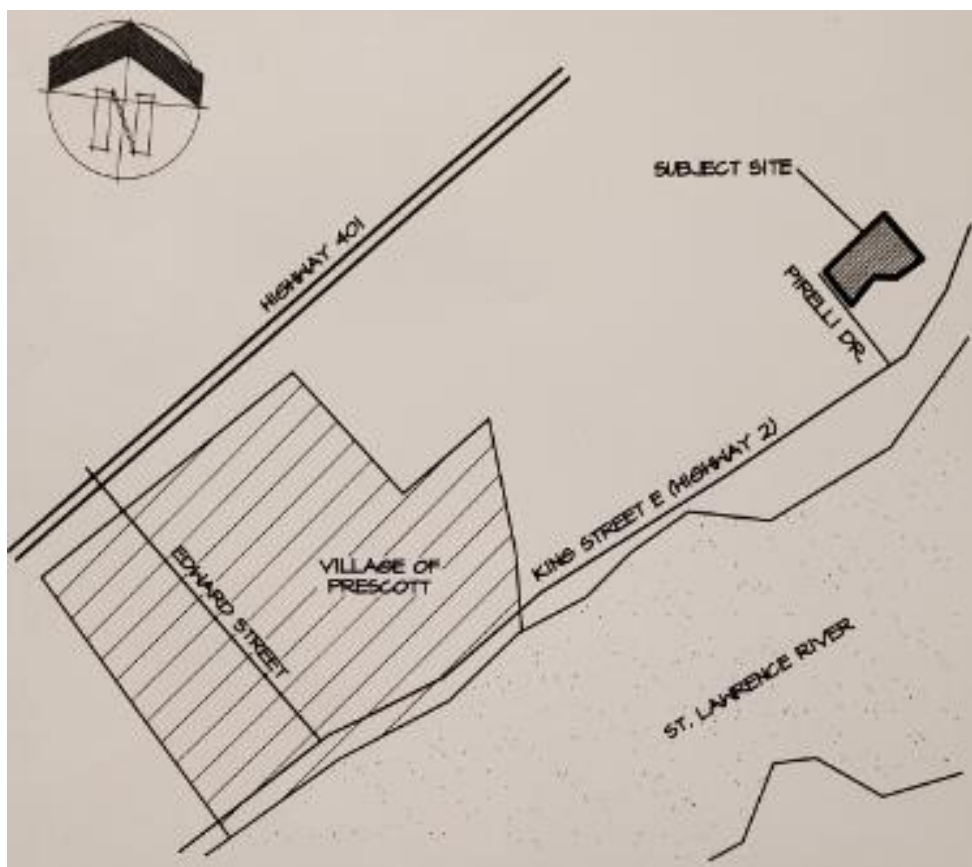 N
SUBJECT SITE
HIGHWAY 401
PIRELLI DR.
KING STREET E (HIGHWAY 2)
VILLAGE OF
PRESCOTT
EDWARD STREET
ST. LAWRENCE RIVER